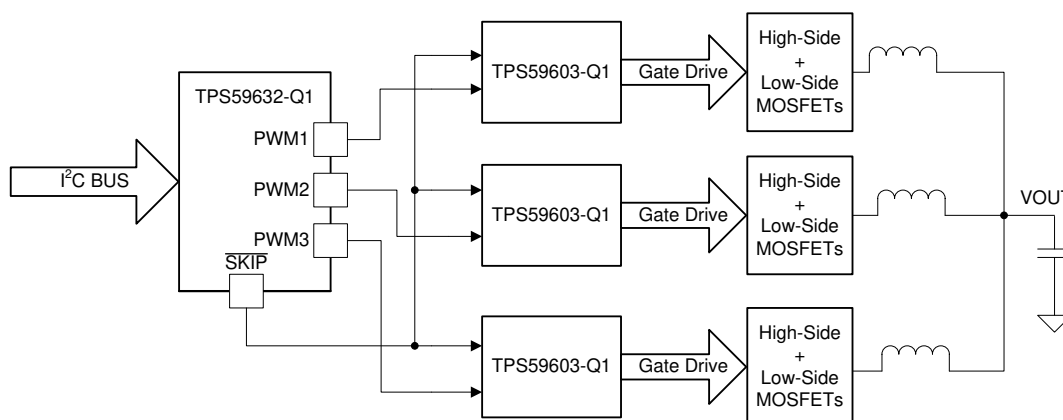 TPS59632-Q1
PWM1
PWM2
PWM3
SKIP
I²C BUS
TPS59603-Q1
Gate Drive
High-Side
+
Low-Side
MOSFETs
TPS59603-Q1
Gate Drive
High-Side
+
Low-Side
MOSFETs
TPS59603-Q1
Gate Drive
High-Side
+
Low-Side
MOSFETs
VOUT